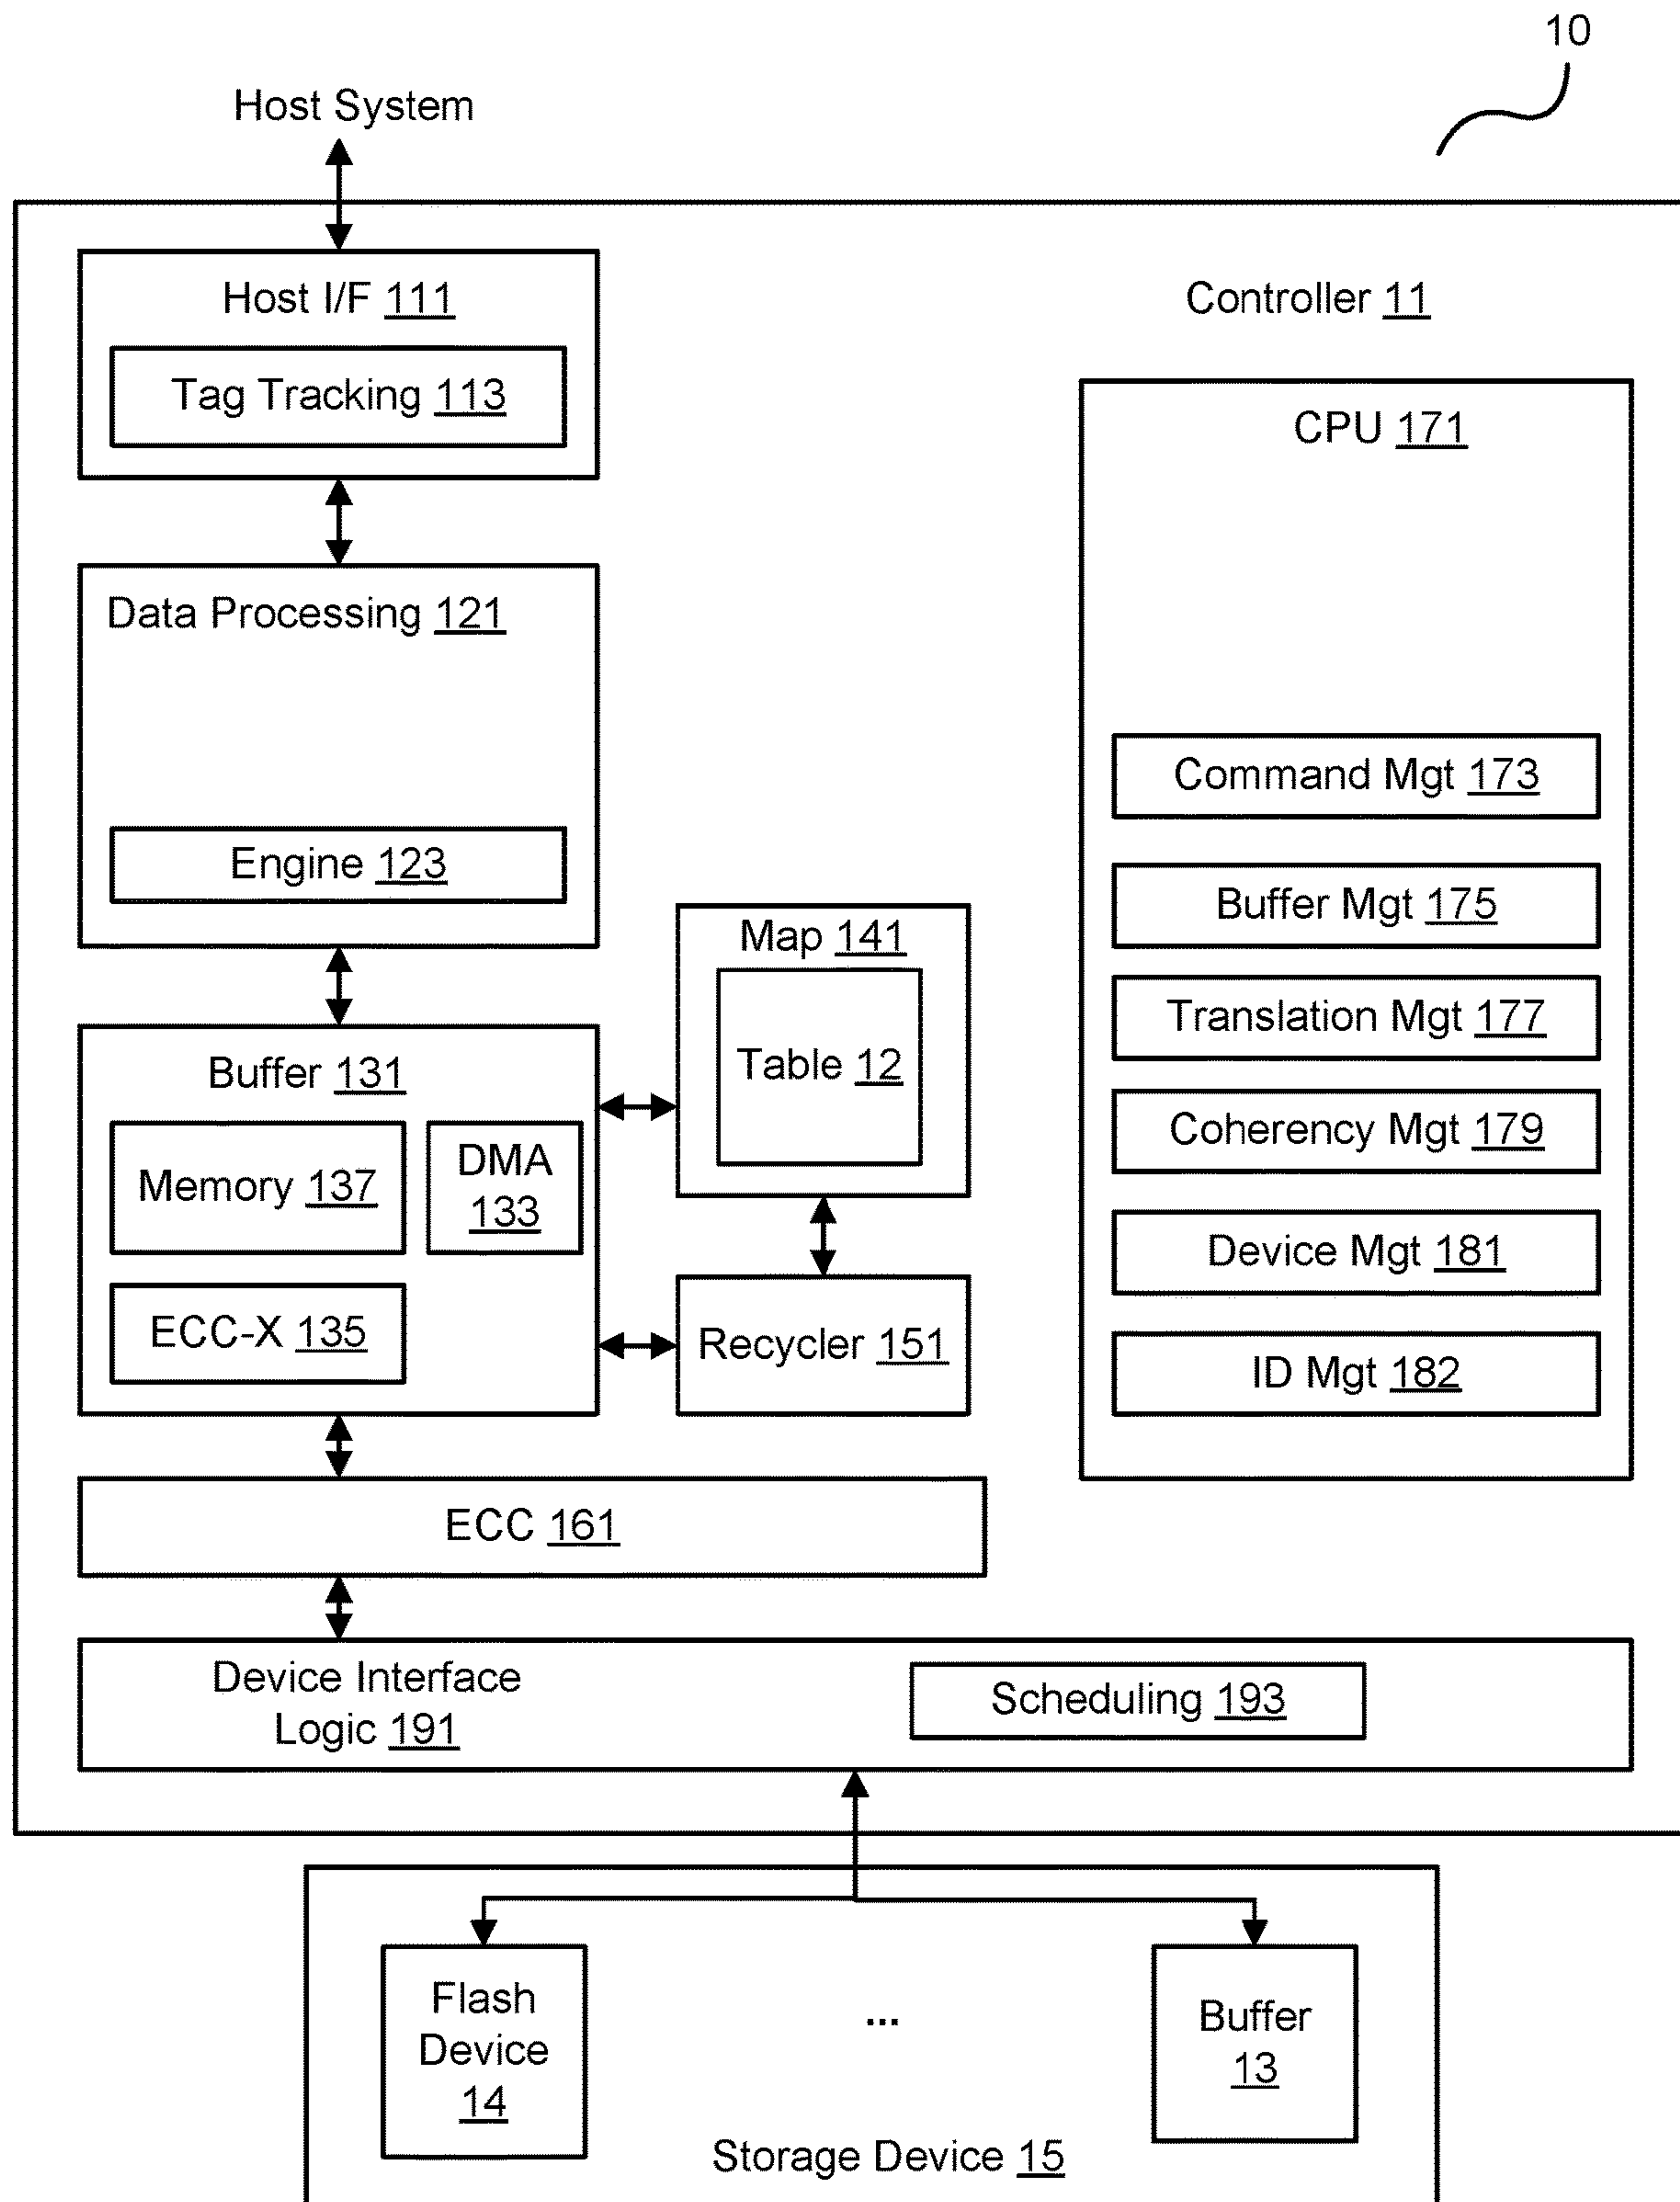 10
Host System
Host I/F 111
Controller 11
Tag Tracking 113
CPU 171
Data Processing 121
Command Mgt 173
Engine 123
Buffer Mgt 175
Map 141
Translation Mgt 177
Table 12
Buffer 131
Coherency Mgt 179
Memory 137
DMA
133
Device Mgt 181
ECC-X 135
Recycler 151
ID Mgt 182
ECC 161
Device Interface
Logic 191
Scheduling 193
Flash
Device
14
...
Buffer
13
Storage Device 15